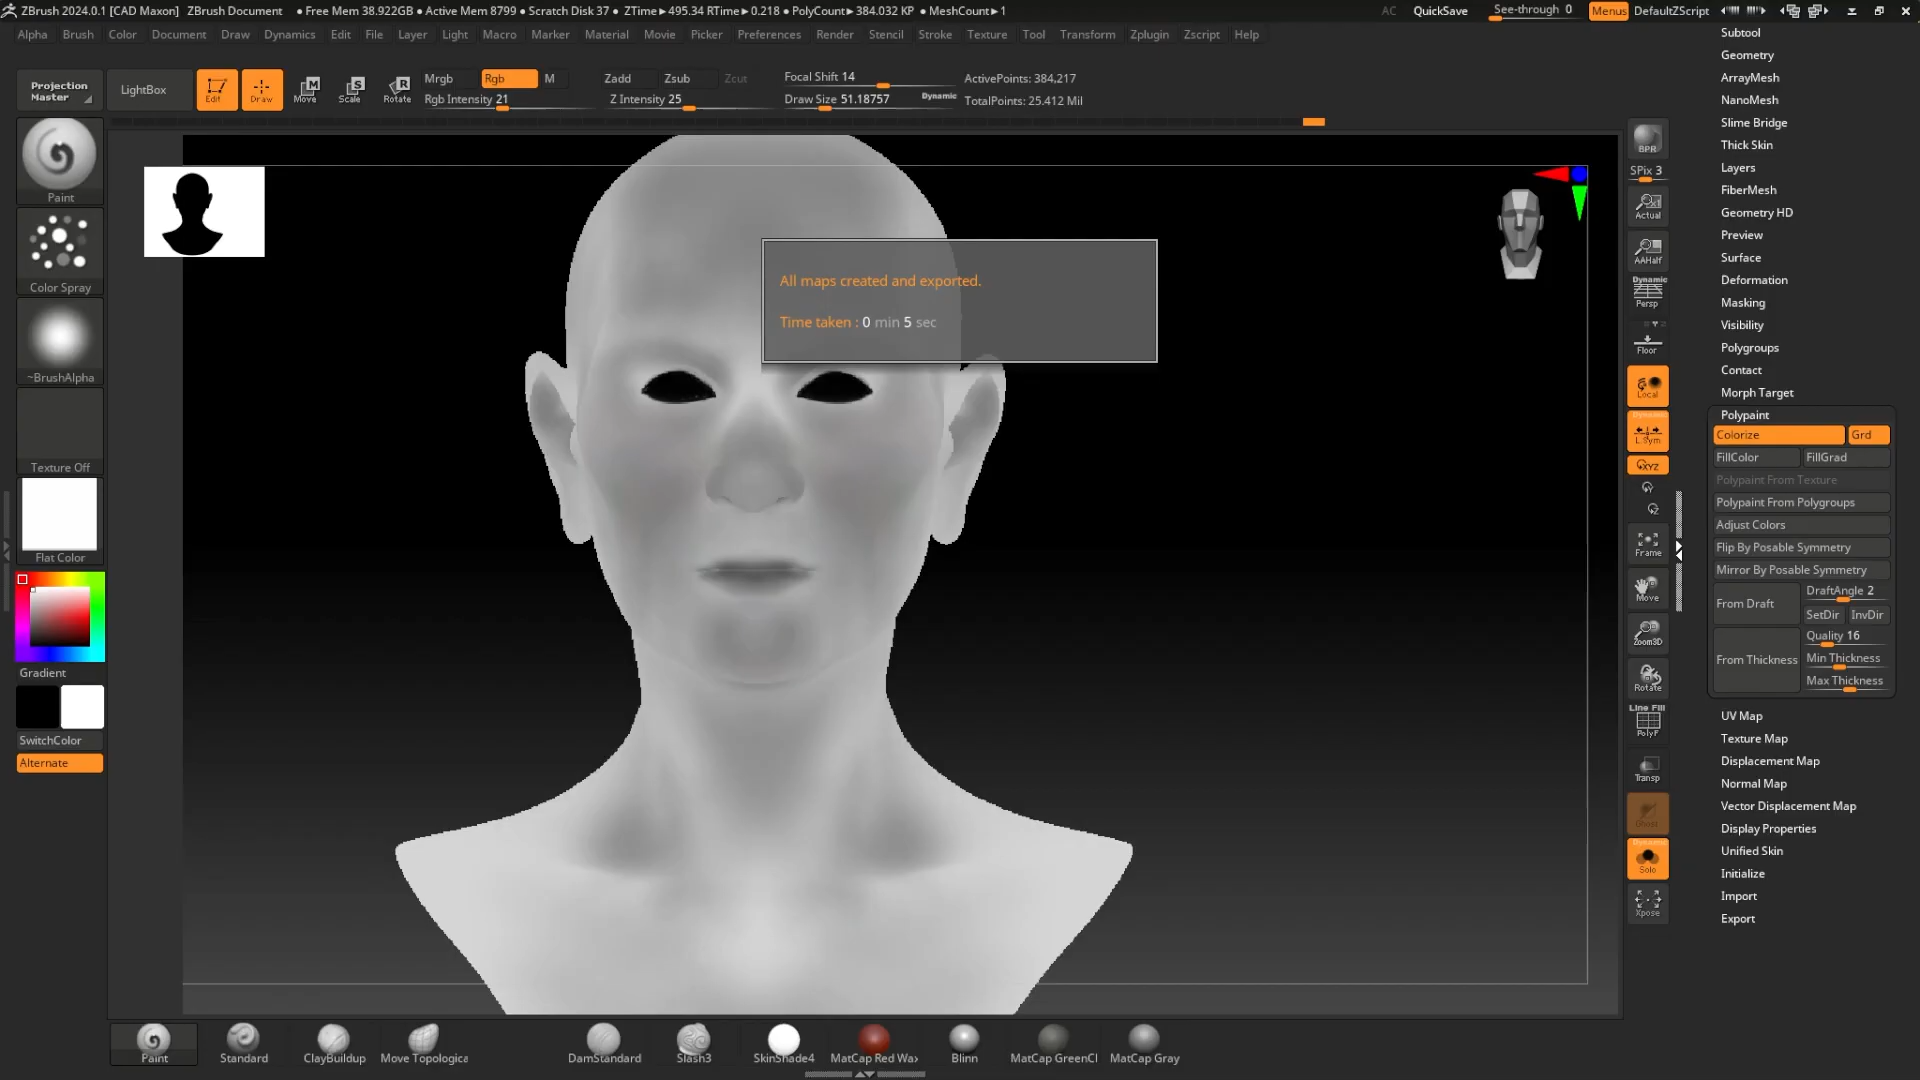 ZBrush 2024.0.1 [CAD Maxon] ZBrush Document • Free Mem 38.922GB • Active Mem 8799 • Scratch Disk 37 • ZTime▸495.34 RTime▸0.218 • PolyCount▸384.032 KP • MeshCount▸1 AC QuickSave See-through 0 Menus DefaultZScript
Alpha Brush Color Document Draw Dynamics Edit File Layer Light Macro Marker Material Movie Picker Preferences Render Stencil Stroke Texture Tool Transform Zplugin Zscript Help
Projection Master
LightBox
Edit
Draw
Move
Scale
Rotate
Mrgb Rgb M
Rgb Intensity 21
Zadd Zsub Zcut
Z Intensity 25
Focal Shift 14
Draw Size 51.18757 Dynamic
ActivePoints: 384,217
TotalPoints: 25.412 Mil
Paint
Color Spray
~BrushAlpha
Texture Off
Flat Color
Gradient
SwitchColor
Alternate
All maps created and exported.
Time taken : 0 min 5 sec
BPR
SPix 3
Actual
AAHalf
Dynamic
Persp
Floor
Local
Dynamic
L.Sym
XYZ
Frame
Move
Zoom3D
Rotate
Line Fill
PolyF
Transp
Dynamic
Solo
Xpose
Subtool
Geometry
ArrayMesh
NanoMesh
Slime Bridge
Thick Skin
Layers
FiberMesh
Geometry HD
Preview
Surface
Deformation
Masking
Visibility
Polygroups
Contact
Morph Target
Polypaint
Colorize Grd
FillColor FillGrad
Polypaint From Texture
Polypaint From Polygroups
Adjust Colors
Flip By Posable Symmetry
Mirror By Posable Symmetry
From Draft DraftAngle 2
SetDir InvDir
From Thickness Quality 16
Min Thickness
Max Thickness
UV Map
Texture Map
Displacement Map
Normal Map
Vector Displacement Map
Display Properties
Unified Skin
Initialize
Import
Export
Paint Standard ClayBuildup Move Topologica DamStandard Slash3 SkinShade4 MatCap Red Wax Blinn MatCap GreenCl MatCap Gray